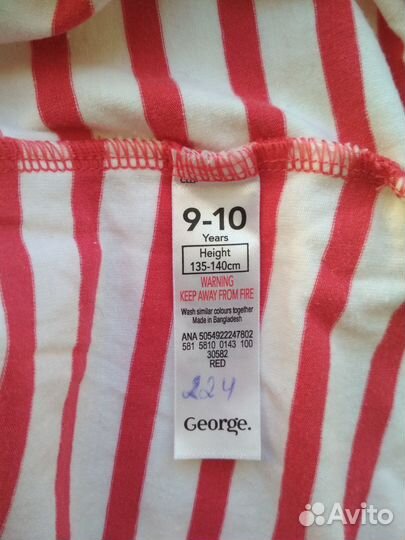 9-10
Years
Height
135-140cm
WARNING
KEEP AWAY FROM FIRE
Wash similar colours together
Made in Bangladesh
ANA 5054922247802
581 5810 0143 100
30582
RED
224
George.
Avito